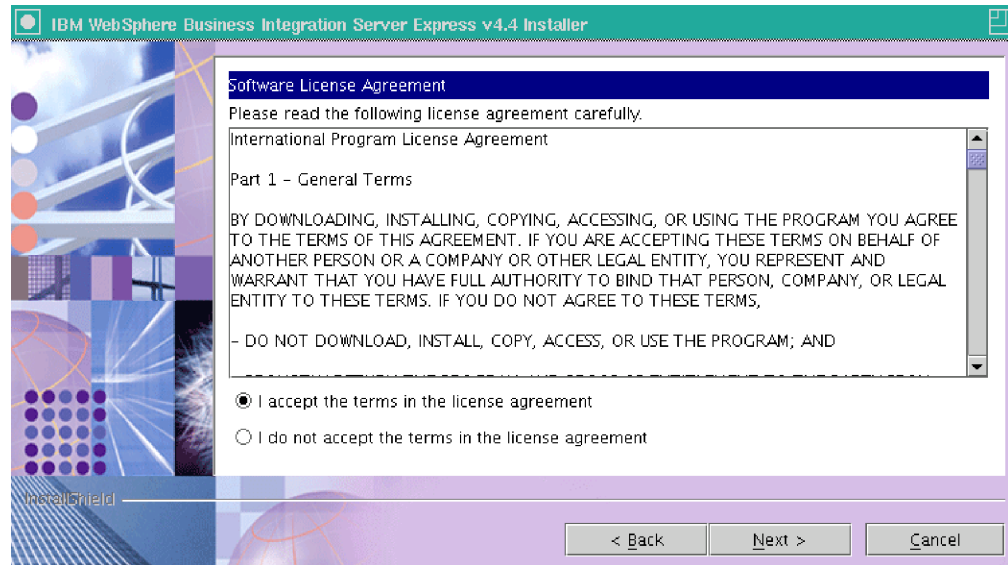 IBM WebSphere Business Integration Server Express v4.4 Installer
Software License Agreement
Please read the following license agreement carefully.
International Program License Agreement
Part 1 - General Terms
BY DOWNLOADING, INSTALLING, COPYING, ACCESSING, OR USING THE PROGRAM YOU AGREE
TO THE TERMS OF THIS AGREEMENT. IF YOU ARE ACCEPTING THESE TERMS ON BEHALF OF
ANOTHER PERSON OR A COMPANY OR OTHER LEGAL ENTITY, YOU REPRESENT AND
WARRANT THAT YOU HAVE FULL AUTHORITY TO BIND THAT PERSON, COMPANY, OR LEGAL
ENTITY TO THESE TERMS. IF YOU DO NOT AGREE TO THESE TERMS,
- DO NOT DOWNLOAD, INSTALL, COPY, ACCESS, OR USE THE PROGRAM; AND
I accept the terms in the license agreement
I do not accept the terms in the license agreement
InstallShield
< Back
Next >
Cancel